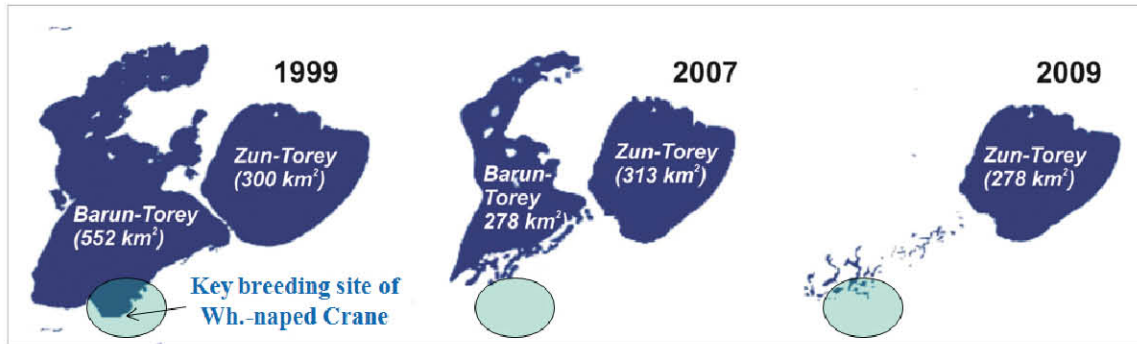 1999
Zun-Torey
(300 km²)
Barun-Torey
(552 km²)
Key breeding site of
Wh.-naped Crane
2007
Zun-Torey
(313 km²)
Barun-
Torey
278 km²)
2009
Zun-Torey
(278 km²)